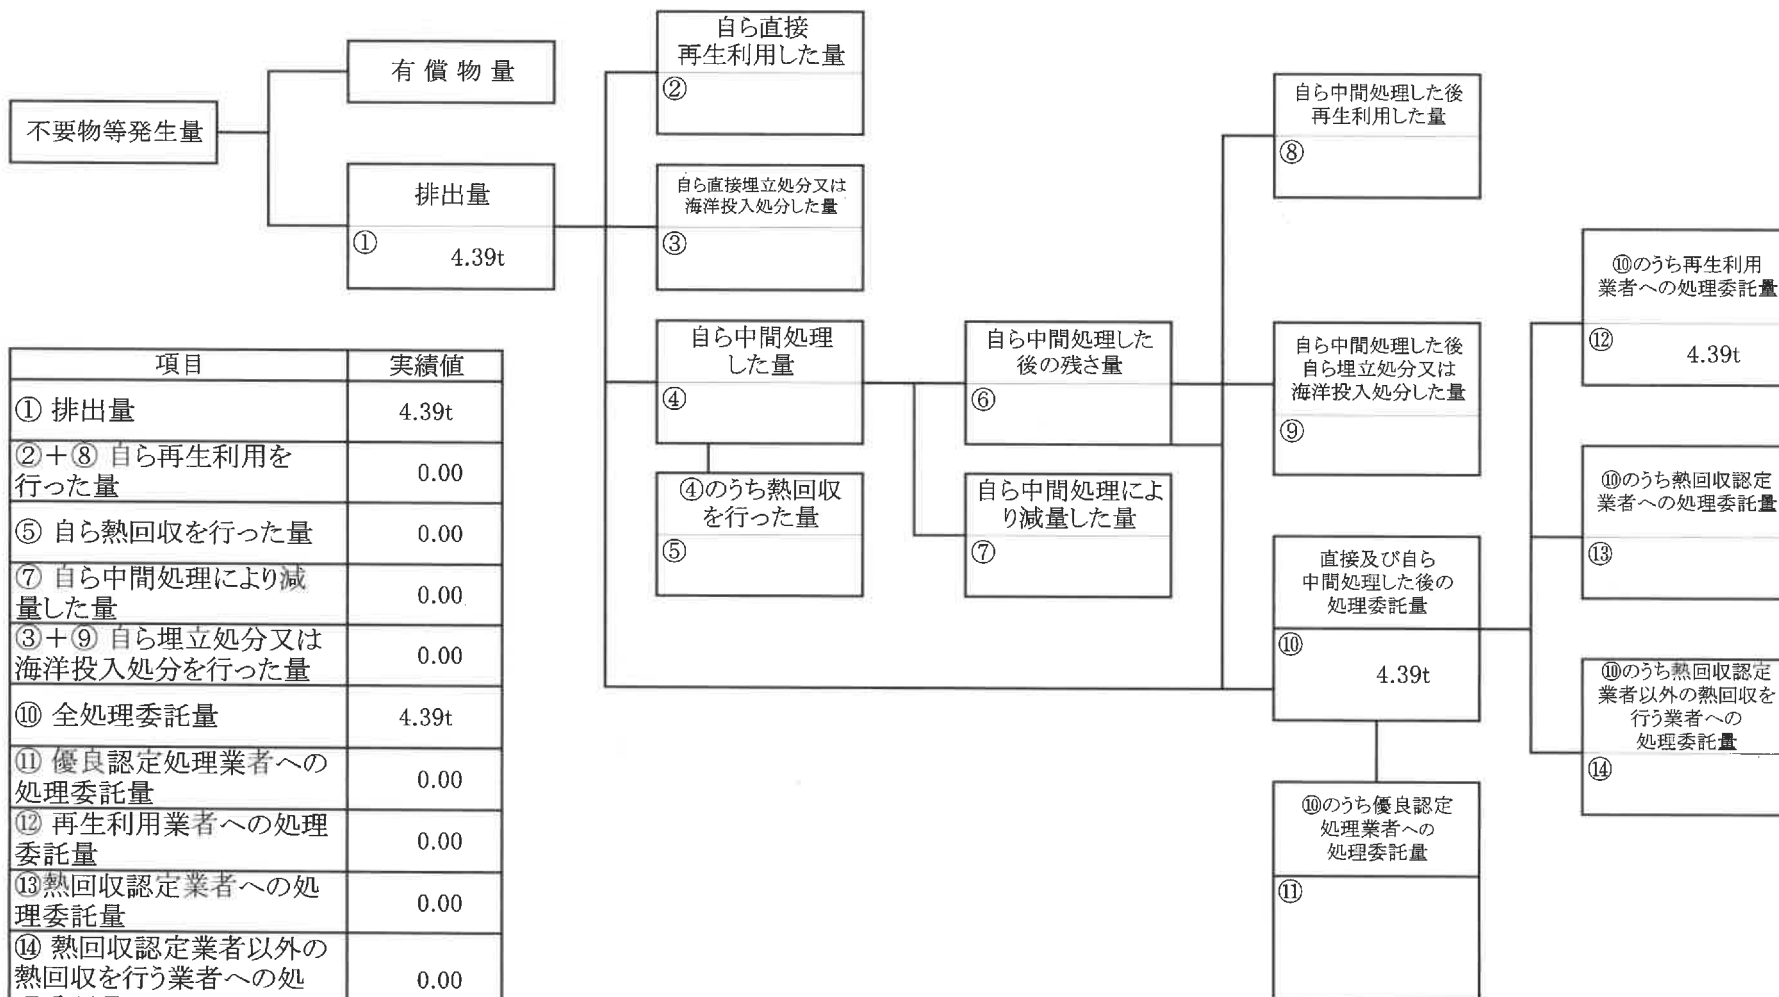 不要物等発生量
有償物量
排出量
①
4.39t
自ら直接
再生利用した量
②
自ら直接埋立処分又は
海洋投入処分した量
③
自ら中間処理
した量
④
④のうち熱回収
を行った量
⑤
自ら中間処理した
後の残さ量
⑥
自ら中間処理によ
り減量した量
⑦
自ら中間処理した後
再生利用した量
⑧
自ら中間処理した後
自ら埋立処分又は
海洋投入処分した量
⑨
直接及び自ら
中間処理した後の
処理委託量
⑩
4.39t
⑩のうち優良認定
処理業者への
処理委託量
⑪
⑩のうち再生利用
業者への処理委託量
⑫
4.39t
⑩のうち熱回収認定
業者への処理委託量
⑬
⑩のうち熱回収認定
業者以外の熱回収を
行う業者への
処理委託量
⑭
項目 実績値
① 排出量 4.39t
②+⑧ 自ら再生利用を
行った量 0.00
⑤ 自ら熱回収を行った量 0.00
⑦ 自ら中間処理により減
量した量 0.00
③+⑨ 自ら埋立処分又は
海洋投入処分を行った量 0.00
⑩ 全処理委託量 4.39t
⑪ 優良認定処理業者への
処理委託量 0.00
⑫ 再生利用業者への処理
委託量 0.00
⑬熱回収認定業者への処
理委託量 0.00
⑭ 熱回収認定業者以外の
熱回収を行う業者への処 0.00